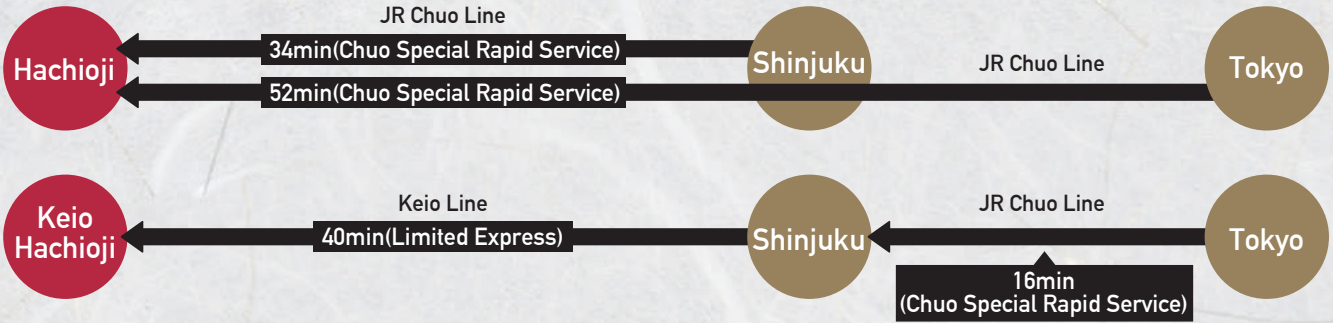 JR Chuo Line
34min(Chuo Special Rapid Service)
Hachioji
Shinjuku
JR Chuo Line
Tokyo
52min(Chuo Special Rapid Service)
Keio Line
JR Chuo Line
Keio
Hachioji
40min(Limited Express)
Shinjuku
Tokyo
16min
(Chuo Special Rapid Service)